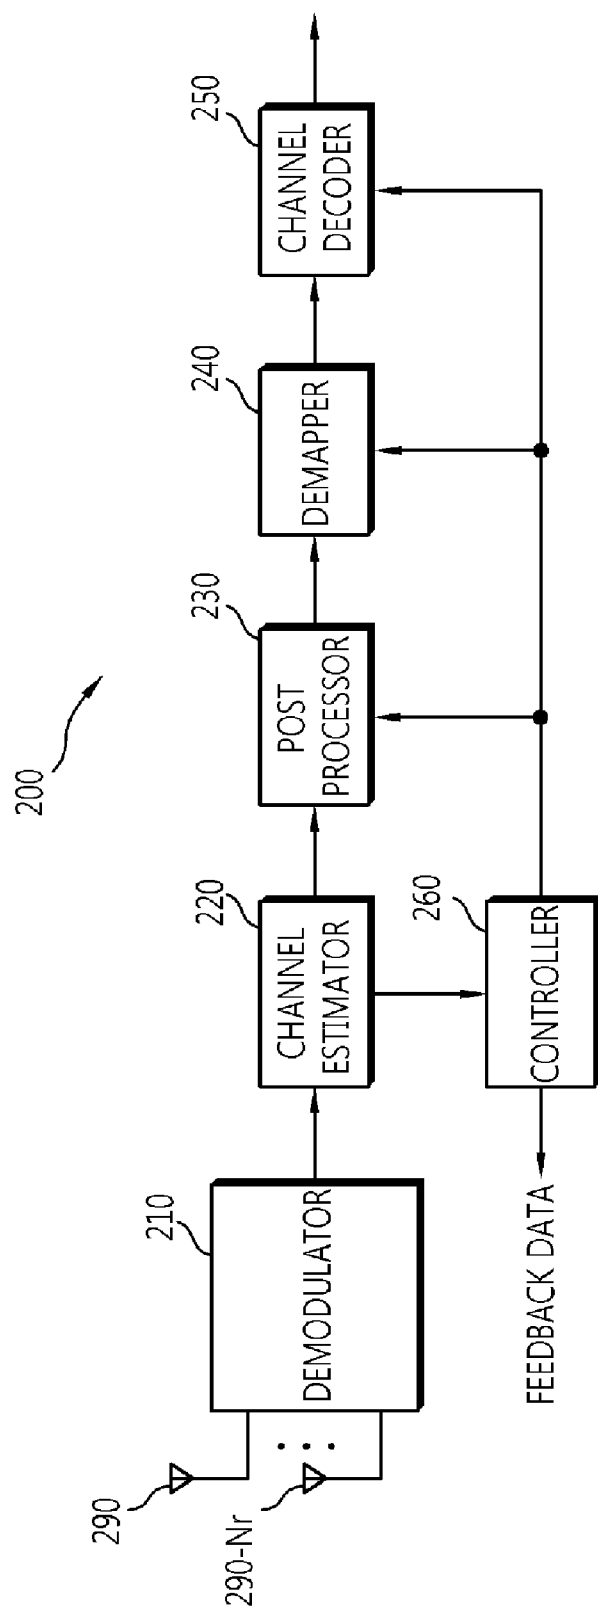 200
290
290-Nr
210
DEMODULATOR
220
CHANNEL
ESTIMATOR
230
POST
PROCESSOR
240
DEMAPPER
250
CHANNEL
DECODER
260
CONTROLLER
FEEDBACK DATA